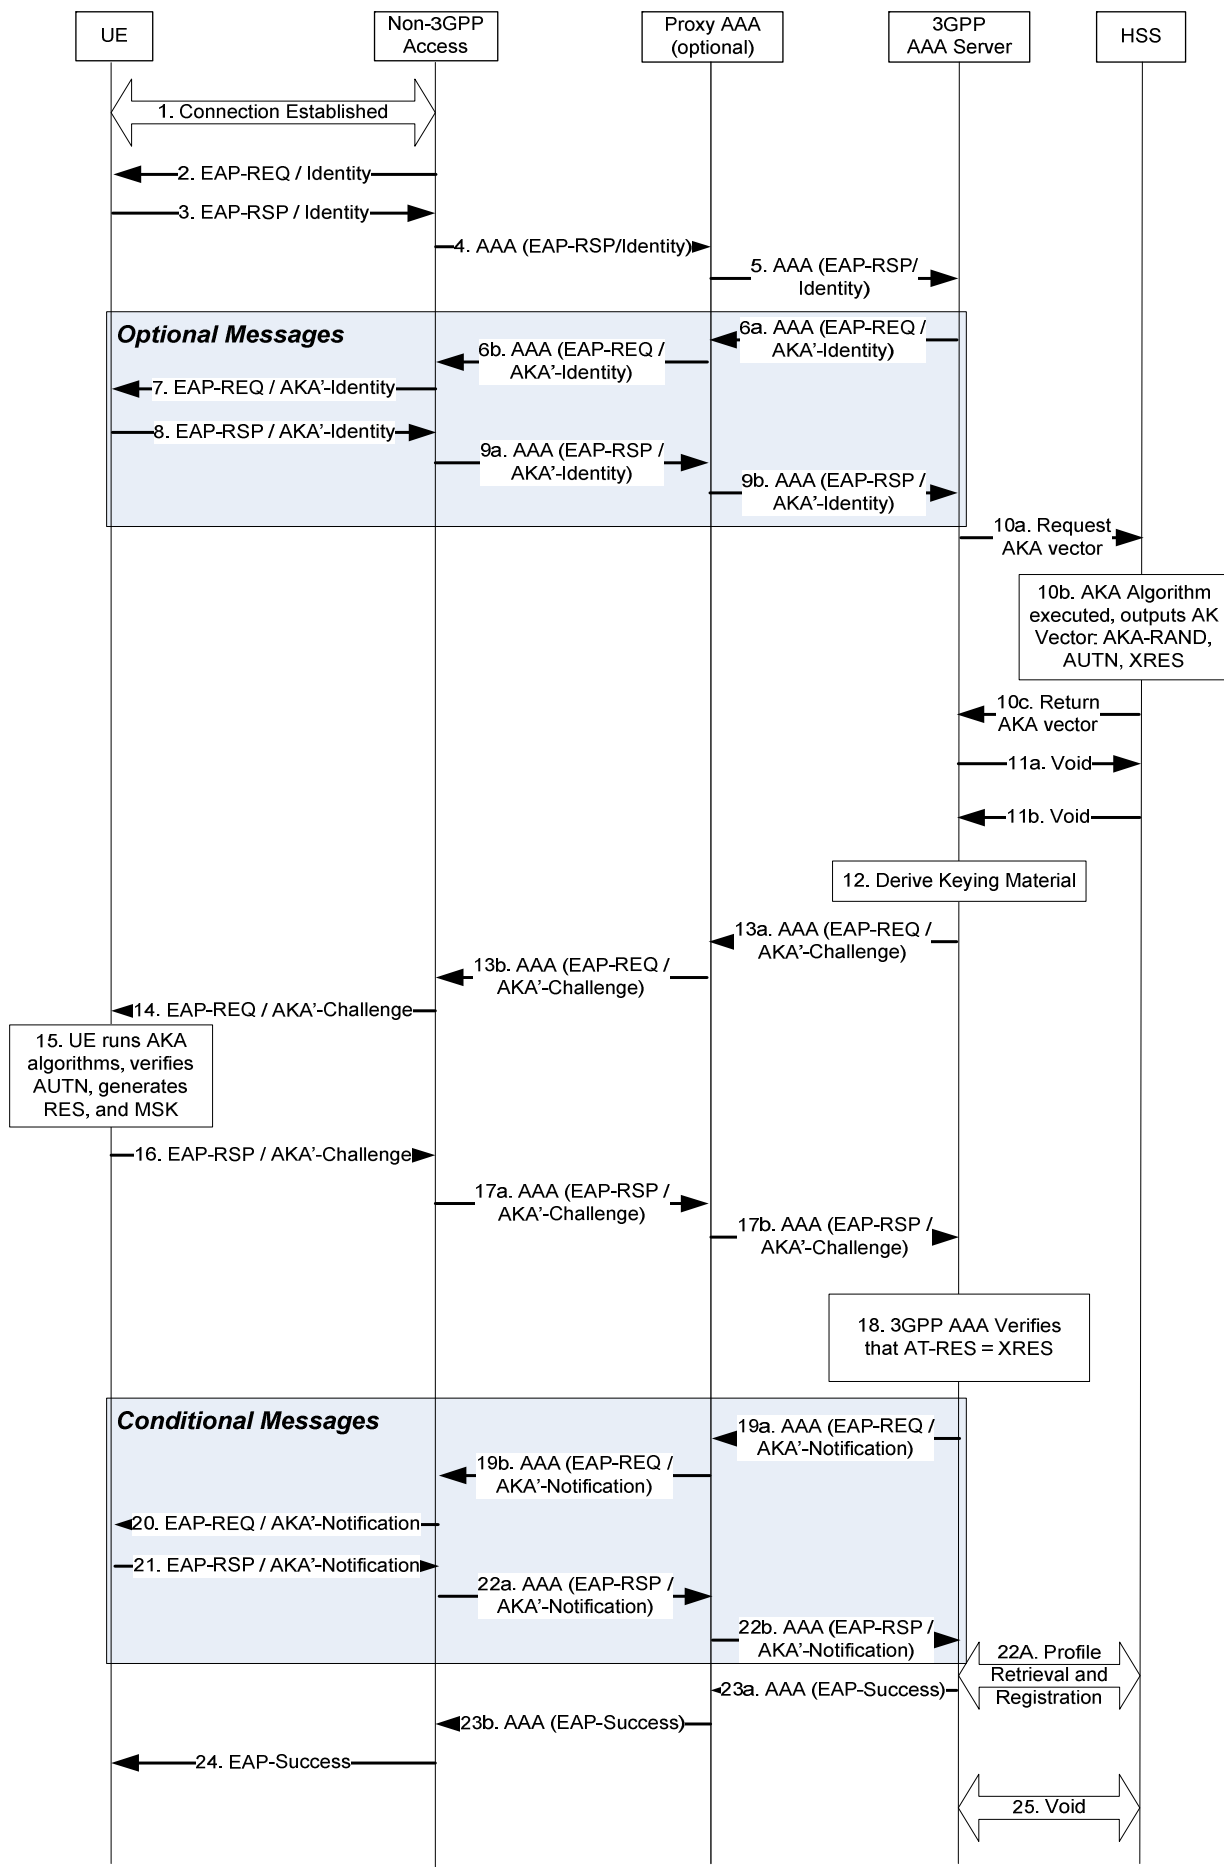 UE
Non-3GPP
Access
Proxy AAA
(optional)
3GPP
AAA Server
HSS
1. Connection Established
2. EAP-REQ / Identity
3. EAP-RSP / Identity
4. AAA (EAP-RSP/Identity)
5. AAA (EAP-RSP/
Identity)
Optional Messages
6a. AAA (EAP-REQ /
AKA'-Identity)
6b. AAA (EAP-REQ /
AKA'-Identity)
7. EAP-REQ / AKA'-Identity
8. EAP-RSP / AKA'-Identity
9a. AAA (EAP-RSP /
AKA'-Identity)
9b. AAA (EAP-RSP /
AKA'-Identity)
10a. Request
AKA vector
10b. AKA Algorithm
executed, outputs AK
Vector: AKA-RAND,
AUTN, XRES
10c. Return
AKA vector
11a. Void
11b. Void
12. Derive Keying Material
13a. AAA (EAP-REQ /
AKA'-Challenge)
13b. AAA (EAP-REQ /
AKA'-Challenge)
14. EAP-REQ / AKA'-Challenge
15. UE runs AKA
algorithms, verifies
AUTN, generates
RES, and MSK
16. EAP-RSP / AKA'-Challenge
17a. AAA (EAP-RSP /
AKA'-Challenge)
17b. AAA (EAP-RSP /
AKA'-Challenge)
18. 3GPP AAA Verifies
that AT-RES = XRES
Conditional Messages
19a. AAA (EAP-REQ /
AKA'-Notification)
19b. AAA (EAP-REQ /
AKA'-Notification)
20. EAP-REQ / AKA'-Notification
21. EAP-RSP / AKA'-Notification
22a. AAA (EAP-RSP /
AKA'-Notification)
22b. AAA (EAP-RSP /
AKA'-Notification)
22A. Profile
Retrieval and
Registration
23a. AAA (EAP-Success)
23b. AAA (EAP-Success)
24. EAP-Success
25. Void